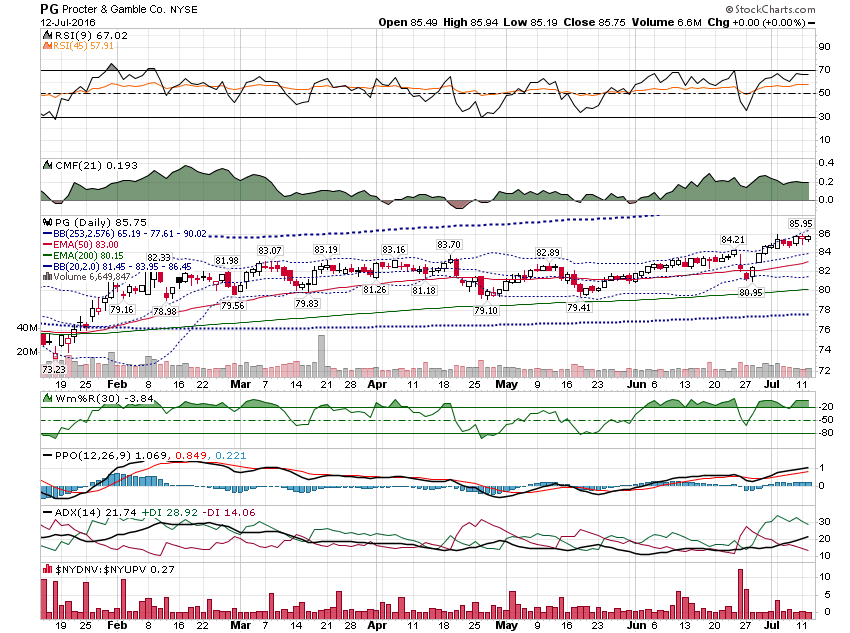 PG Procter & Gamble Co. NYSE © StockCharts.com
12-Jul-2016 Open 85.49 High 85.94 Low 85.19 Close 85.75 Volume 6.6M Chg +0.00 (+0.00%)
RSI(9) 67.02
RSI(45) 57.91
90
70
50
30
10
CMF(21) 0.193
0.4
0.2
0.0
PG (Daily) 85.75
BB(253,2.576) 65.19 - 77.61 - 90.02
EMA(50) 83.00
EMA(200) 80.15
BB(20,2.0) 81.45 - 83.95 - 86.45
Volume 6,649,847
85.95
84.21
83.70
83.07
83.19
83.16
82.89
82.33
81.98
81.26
81.18
80.95
79.83
79.56
79.41
79.16
79.10
78.98
73.23
86
84
82
80
78
76
74
72
40M
20M
19 25 Feb 8 16 22 Mar 7 14 21 28 Apr 11 18 25 May 9 16 23 Jun 6 13 20 27 Jul 11
Wm%R(30) -3.84
-20
-50
-80
PPO(12,26,9) 1.069, 0.849, 0.221
1
0
ADX(14) 21.74 +DI 28.92 -DI 14.06
30
20
10
$NYDNV:$NYUPV 0.27
10
5
0
19 25 Feb 8 16 22 Mar 7 14 21 28 Apr 11 18 25 May 9 16 23 Jun 6 13 20 27 Jul 11